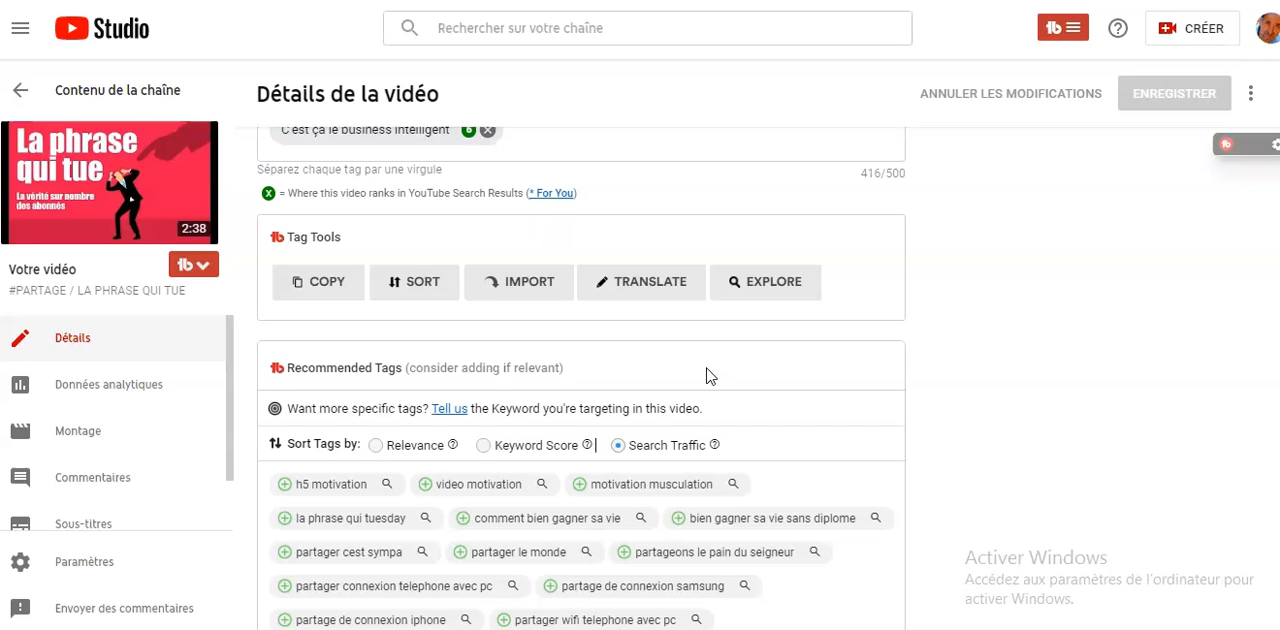 Studio
Rechercher sur votre chaîne
CRÉER
Contenu de la chaîne
Détails de la vidéo
ANNULER LES MODIFICATIONS
ENREGISTRER
La phrase
qui tue
La vérité sur nombre
des abonnés
2:38
Votre vidéo
#PARTAGE / LA PHRASE QUI TUE
Détails
Données analytiques
Montage
Commentaires
Sous-titres
Paramètres
Envoyer des commentaires
C'est ça le business intelligent 6
Séparez chaque tag par une virgule
416/500
X = Where this video ranks in YouTube Search Results (* For You)
Tag Tools
COPY SORT IMPORT TRANSLATE EXPLORE
Recommended Tags (consider adding if relevant)
Want more specific tags? Tell us the Keyword you're targeting in this video.
Sort Tags by: Relevance Keyword Score | Search Traffic
h5 motivation video motivation motivation musculation
la phrase qui tuesday comment bien gagner sa vie bien gagner sa vie sans diplome
partager cest sympa partager le monde partageons le pain du seigneur
partager connexion telephone avec pc partage de connexion samsung
partage de connexion iphone partager wifi telephone avec pc
Activer Windows
Accédez aux paramètres de l'ordinateur pour
activer Windows.